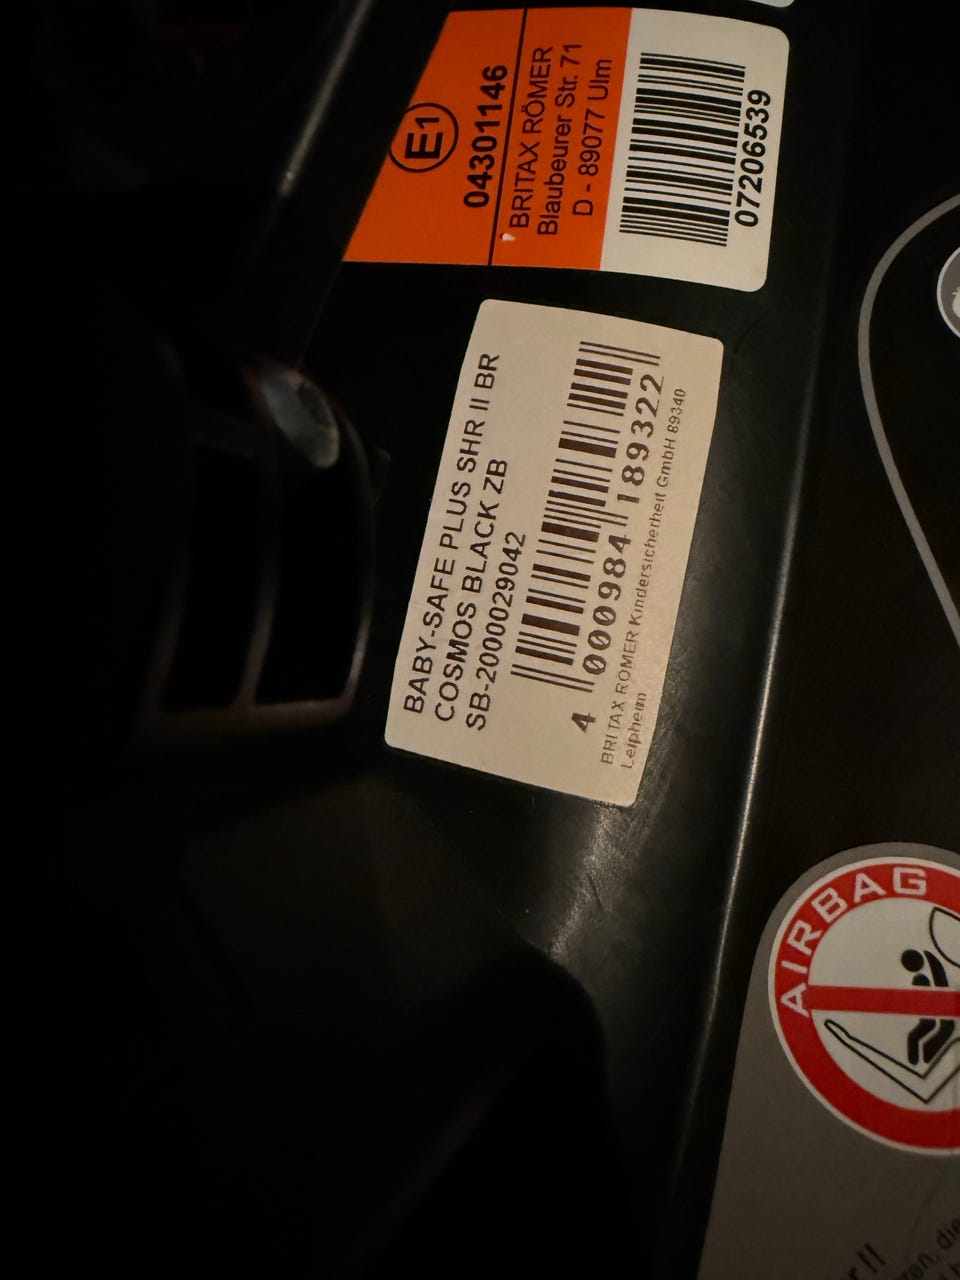 E1
04301146
BRITAX RÖMER
Blaubeurer Str. 71
D - 89077 Ulm
07206539
BABY-SAFE PLUS SHR II BR
COSMOS BLACK ZB
SB-2000029042
4 000984 189322
BRITAX RÖMER Kindersicherheit GmbH 89340
Leipheim
AIRBAG
!!
die